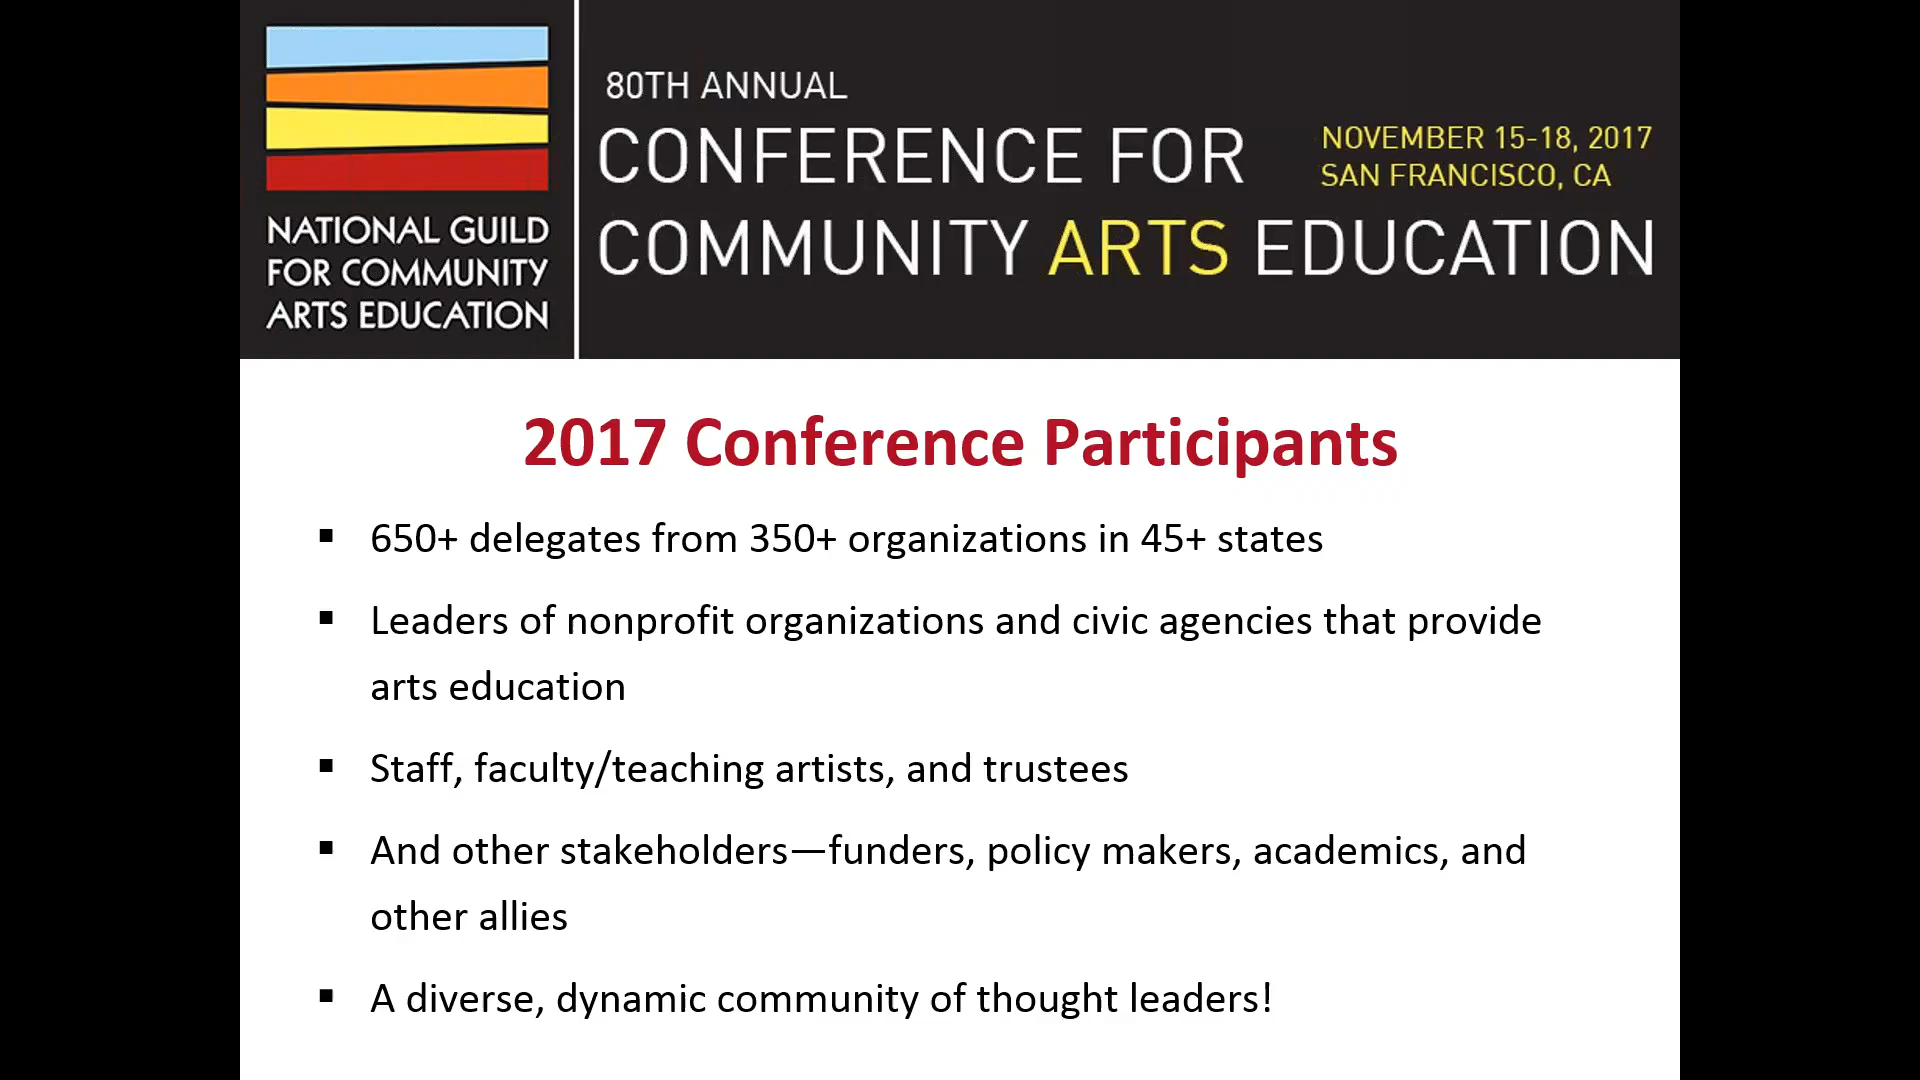 NATIONAL GUILD
FOR COMMUNITY
ARTS EDUCATION
80TH ANNUAL
CONFERENCE FOR
COMMUNITY ARTS EDUCATION
NOVEMBER 15-18, 2017
SAN FRANCISCO, CA
2017 Conference Participants
▪ 650+ delegates from 350+ organizations in 45+ states
▪ Leaders of nonprofit organizations and civic agencies that provide
arts education
▪ Staff, faculty/teaching artists, and trustees
▪ And other stakeholders—funders, policy makers, academics, and
other allies
▪ A diverse, dynamic community of thought leaders!